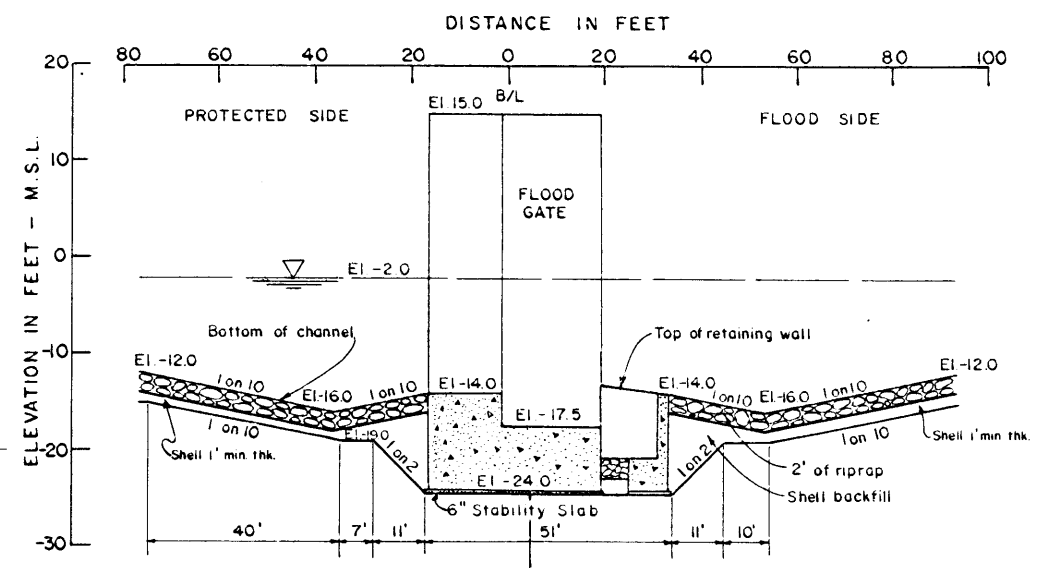 DISTANCE IN FEET
80 60 40 20 0 20 40 60 80 100
20
10
0
-10
-20
-30
ELEVATION IN FEET - M.S.L.
PROTECTED SIDE
El. 15.0
B/L
FLOOD SIDE
FLOOD
GATE
El. -2.0
Bottom of channel
Top of retaining wall
El. -12.0
1 on 10
El.-16.0
1 on 10
El.-14.0
El. -17.5
El.-14.0
1 on 10
El.-16.0
1 on 10
El.-12.0
1 on 10
El.-19.0
1 on 2
1 on 2
1 on 10
Shell 1' min. thk.
Shell 1' min. thk.
2' of riprap
Shell backfill
El. -24.0
6" Stability Slab
40' 7' 11' 51' 11' 10'